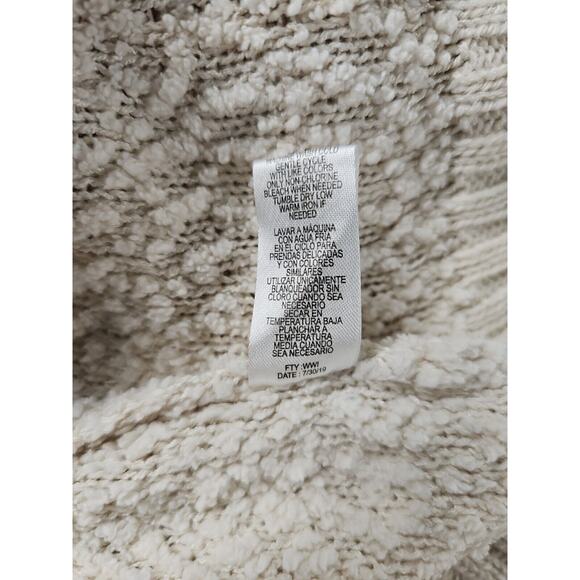 GENTLE CYCLE
WITH LIKE COLORS
ONLY NON-CHLORINE
BLEACH WHEN NEEDED
TUMBLE DRY LOW
WARM IRON IF
NEEDED
LAVAR A MÁQUINA
CON AGUA FRÍA
EN EL CICLO PARA
PRENDAS DELICADAS
Y CON COLORES
SIMILARES
UTILIZAR ÚNICAMENTE
BLANQUEADOR SIN
CLORO CUANDO SEA
NECESARIO
SECAR EN
TEMPERATURA BAJA
PLANCHAR A
TEMPERATURA
MEDIA CUANDO
SEA NECESARIO
FTY :WWI
DATE : 7/30/19